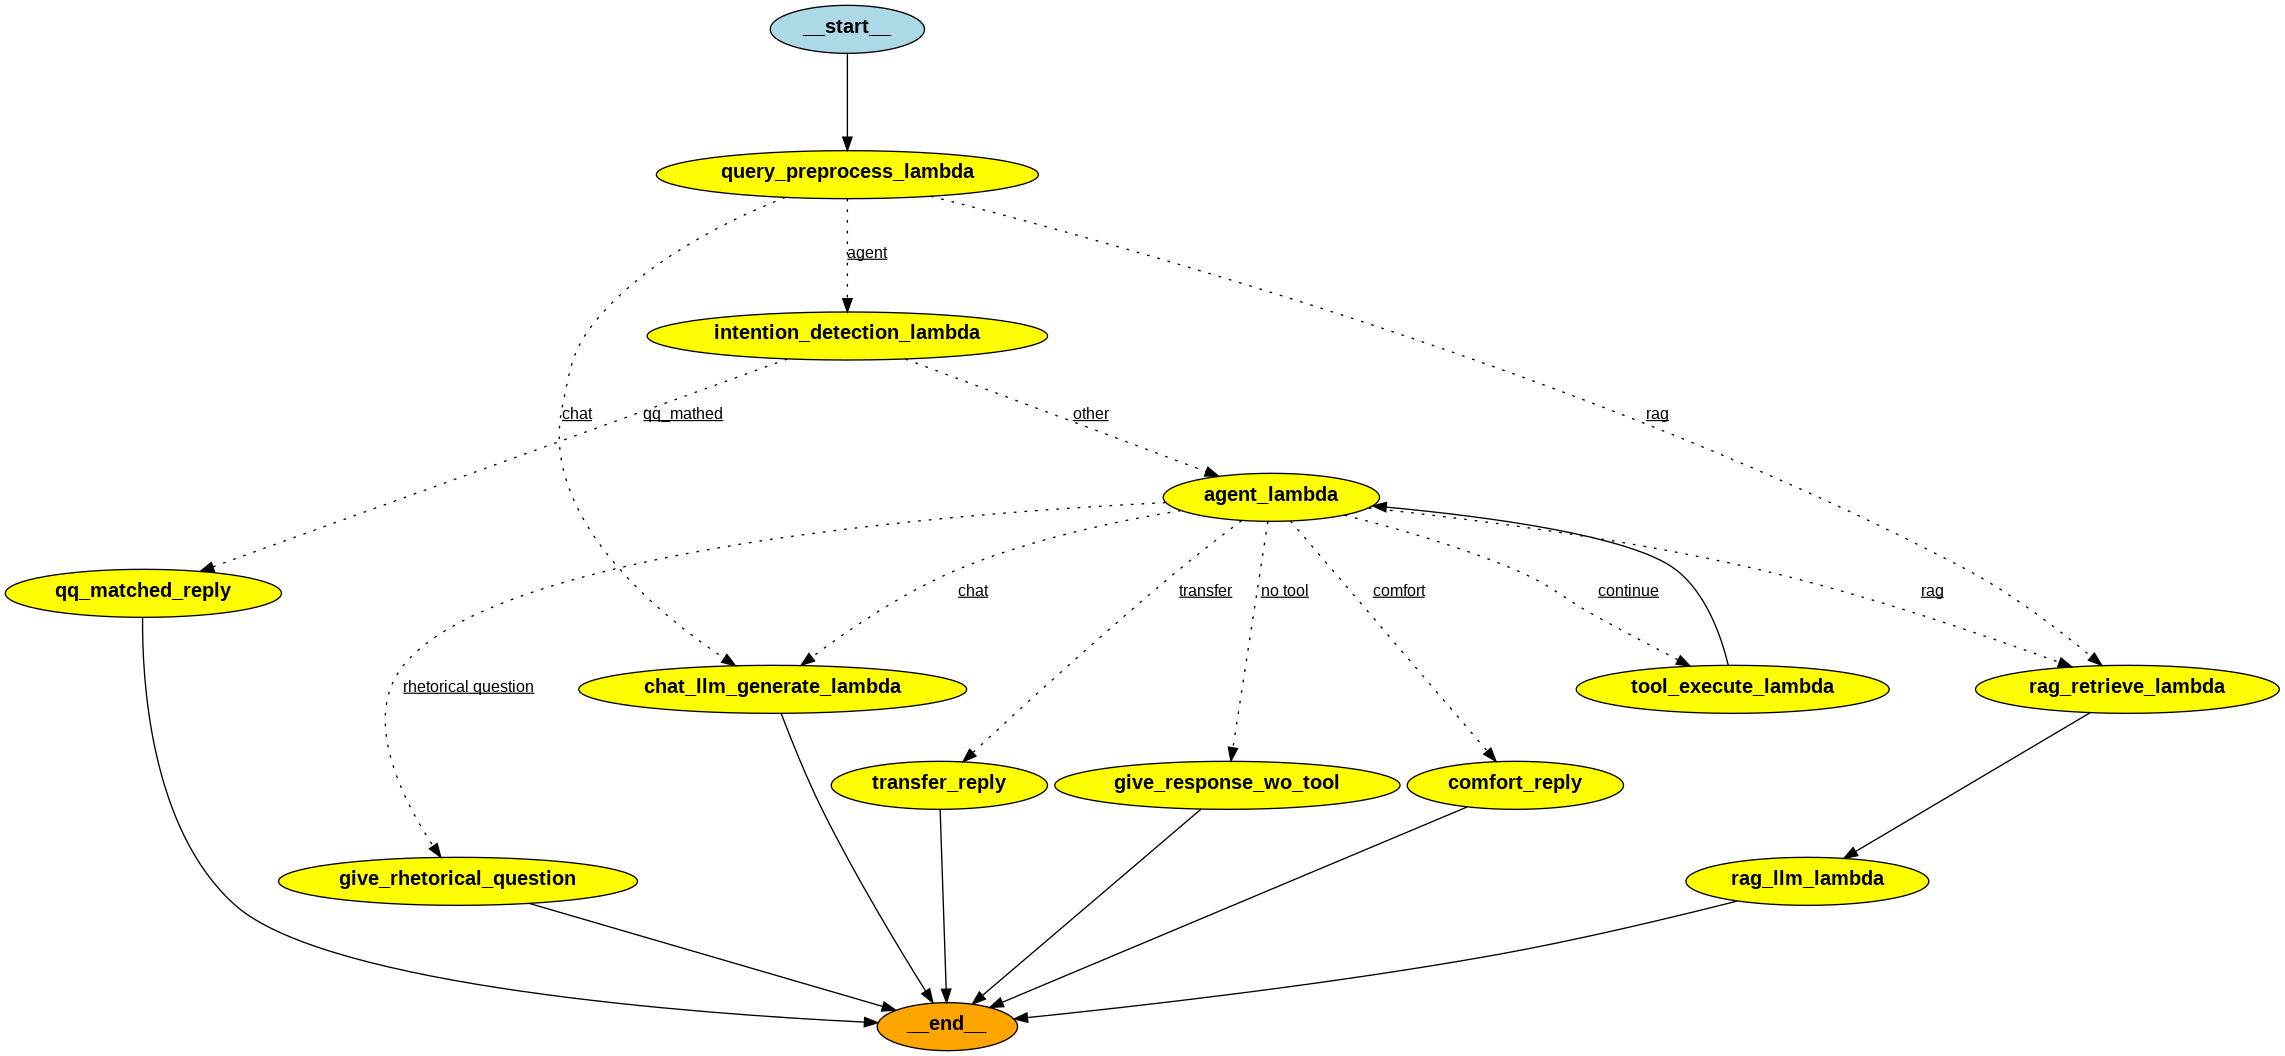 __start__
query_preprocess_lambda
agent
intention_detection_lambda
chat
qq_mathed
other
rag
agent_lambda
qq_matched_reply
chat
transfer
no tool
comfort
continue
rag
rhetorical question
chat_llm_generate_lambda
tool_execute_lambda
rag_retrieve_lambda
transfer_reply
give_response_wo_tool
comfort_reply
give_rhetorical_question
rag_llm_lambda
__end__